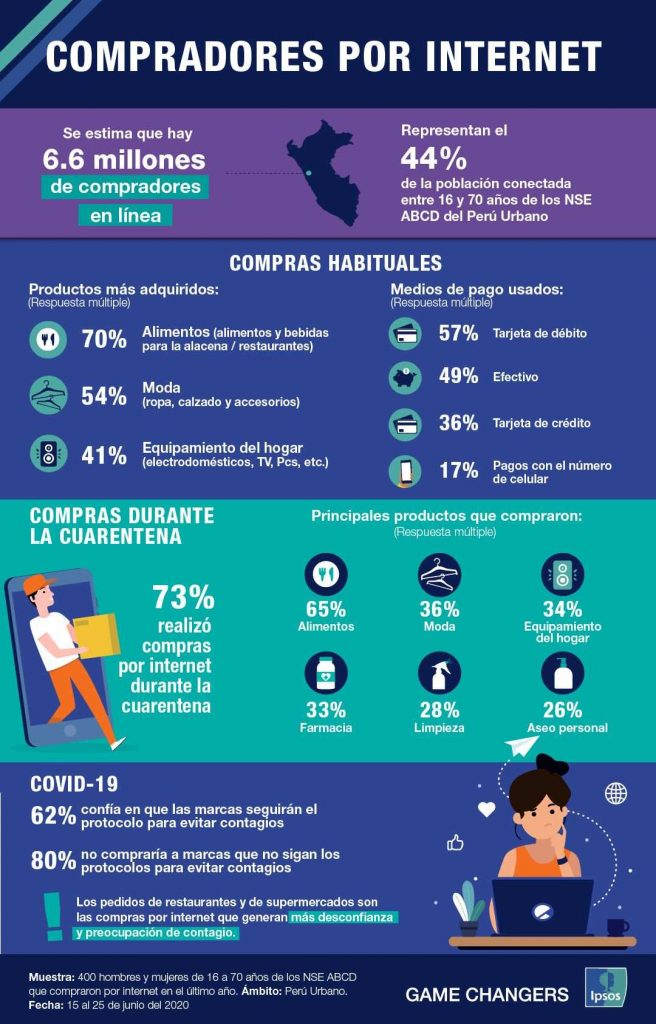 COMPRADORES POR INTERNET
Se estima que hay
6.6 millones
de compradores
en línea
Representan el
44%
de la población conectada
entre 16 y 70 años de los NSE
ABCD del Perú Urbano
COMPRAS HABITUALES
Productos más adquiridos:
(Respuesta múltiple)
70% Alimentos (alimentos y bebidas
para la alacena / restaurantes)
54% Moda
(ropa, calzado y accesorios)
41% Equipamiento del hogar
(electrodomésticos, TV, Pcs, etc.)
Medios de pago usados:
(Respuesta múltiple)
57% Tarjeta de débito
49% Efectivo
36% Tarjeta de crédito
17% Pagos con el número
de celular
COMPRAS DURANTE
LA CUARENTENA
73%
realizó
compras
por internet
durante la
cuarentena
Principales productos que compraron:
(Respuesta múltiple)
65%
Alimentos
36%
Moda
34%
Equipamiento
del hogar
33%
Farmacia
28%
Limpieza
26%
Aseo personal
COVID-19
62% confía en que las marcas seguirán el
protocolo para evitar contagios
80% no compraría a marcas que no sigan los
protocolos para evitar contagios
! Los pedidos de restaurantes y de supermercados son
las compras por internet que generan más desconfianza
y preocupación de contagio.
Muestra: 400 hombres y mujeres de 16 a 70 años de los NSE ABCD
que compraron por internet en el último año. Ámbito: Perú Urbano.
Fecha: 15 al 25 de junio del 2020
GAME CHANGERS
Ipsos